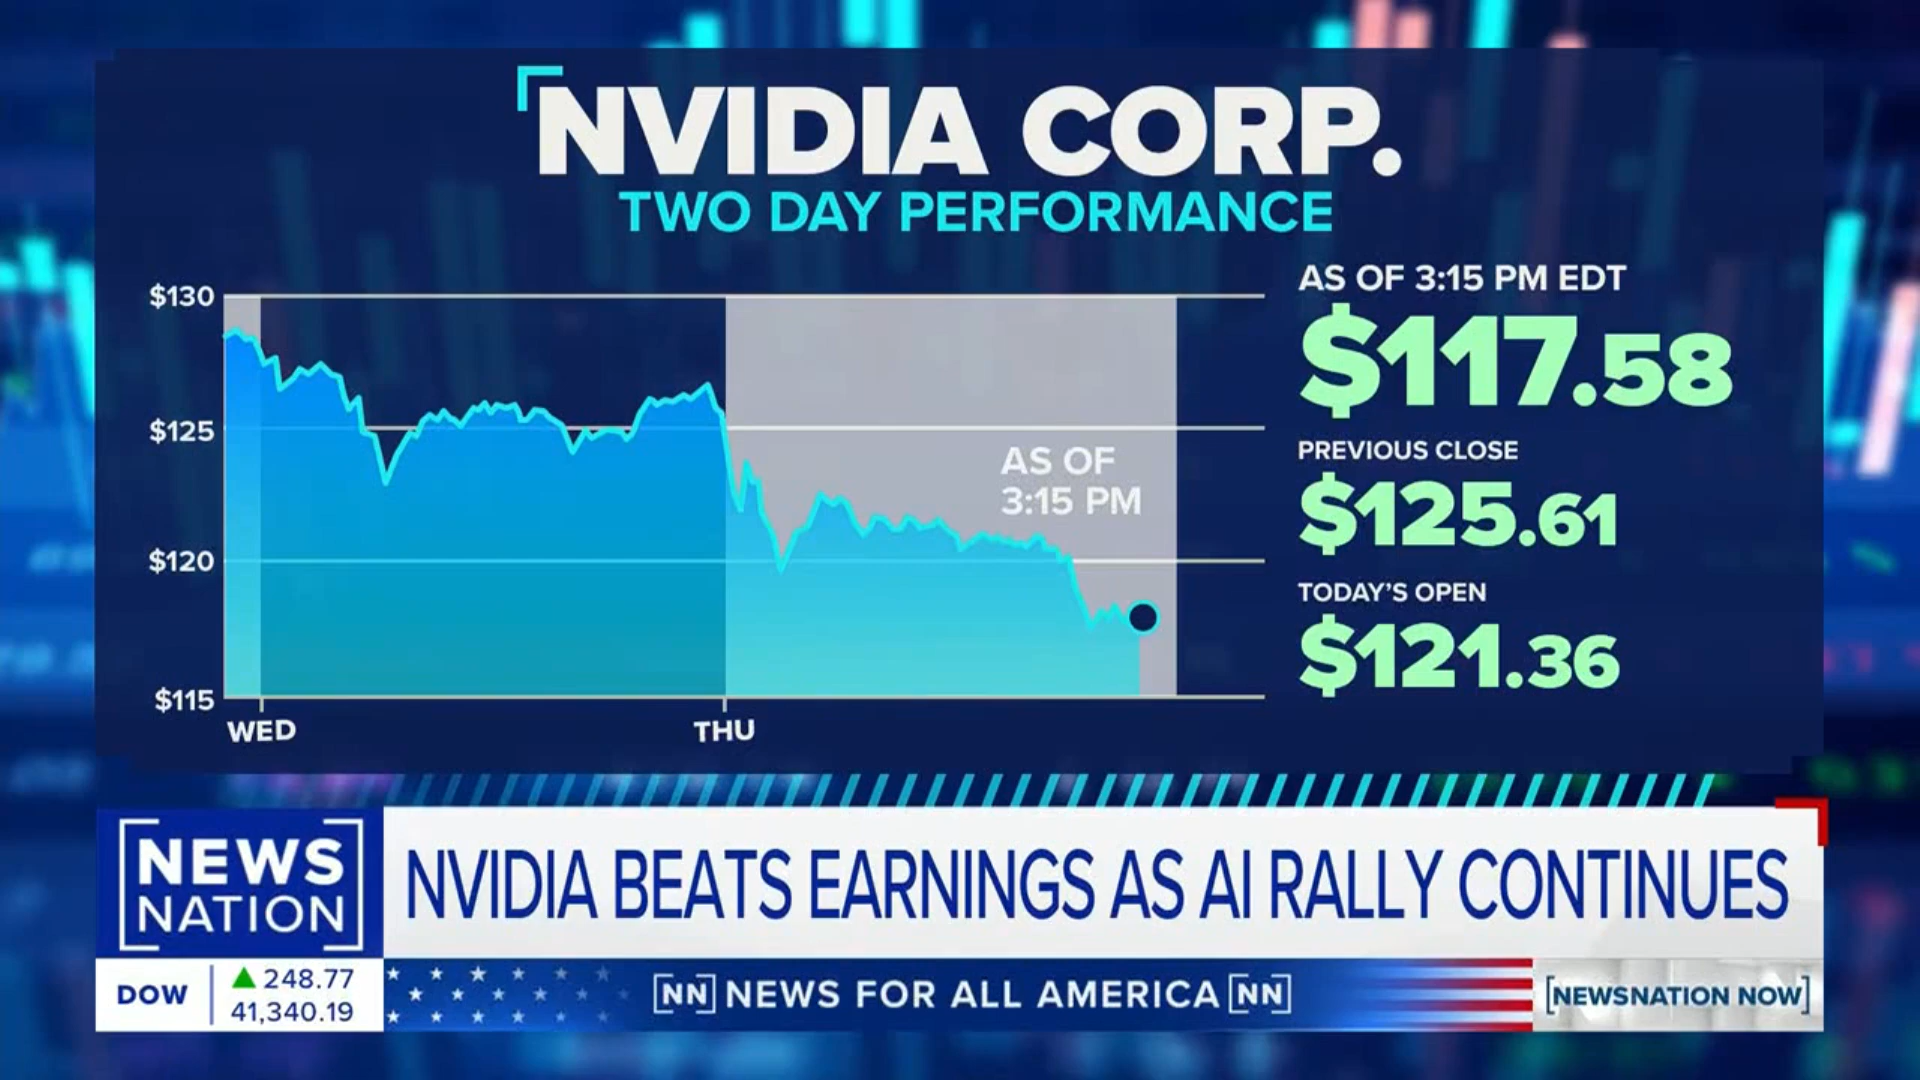 NVIDIA CORP.
TWO DAY PERFORMANCE
$130
$125
$120
$115
WED
THU
AS OF
3:15 PM
AS OF 3:15 PM EDT
$117.58
PREVIOUS CLOSE
$125.61
TODAY'S OPEN
$121.36
NEWS
NATION
NVIDIA BEATS EARNINGS AS AI RALLY CONTINUES
DOW
248.77
41,340.19
NN NEWS FOR ALL AMERICA NN
[NEWSNATION NOW]